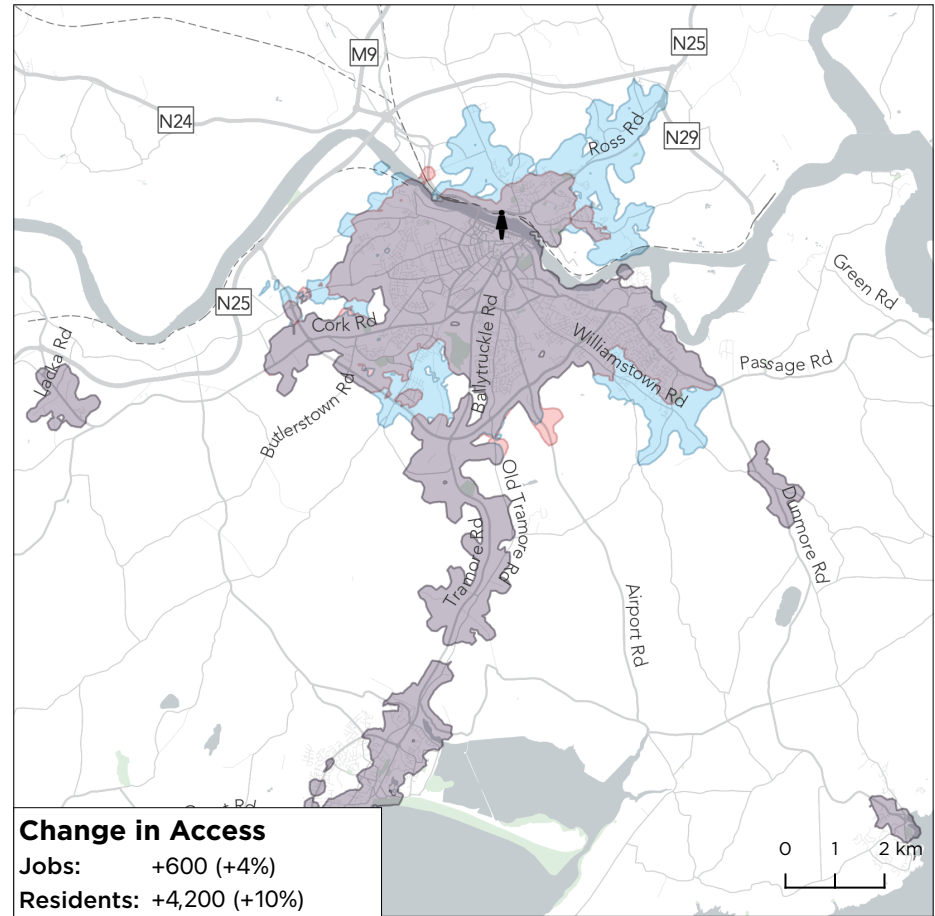 M9
N25
N24
Ross Rd
N29
Green Rd
N25
Cork Rd
Lacka Rd
Ballytruckle Rd
Williamstown Rd
Passage Rd
Butlerstown Rd
Old Tramore Rd
Dunmore Rd
Tramore Rd
Airport Rd
Change in Access
Jobs: +600 (+4%)
Residents: +4,200 (+10%)
0 1 2 km